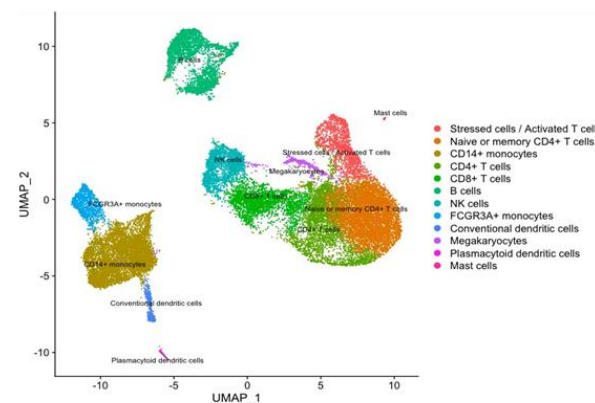 10
5
0
-5
-10
UMAP_2
B cells
Mast cells
Stressed cells / Activated T cells
NK cells
Megakaryocytes
CD8+ T cells
FCGR3A+ monocytes
Naive or memory CD4+ T cells
CD4+ T cells
CD14+ monocytes
Conventional dendritic cells
Plasmacytoid dendritic cells
-10
-5
0
5
10
UMAP_1
Stressed cells / Activated T cell
Naive or memory CD4+ T cells
CD14+ monocytes
CD4+ T cells
CD8+ T cells
B cells
NK cells
FCGR3A+ monocytes
Conventional dendritic cells
Megakaryocytes
Plasmacytoid dendritic cells
Mast cells